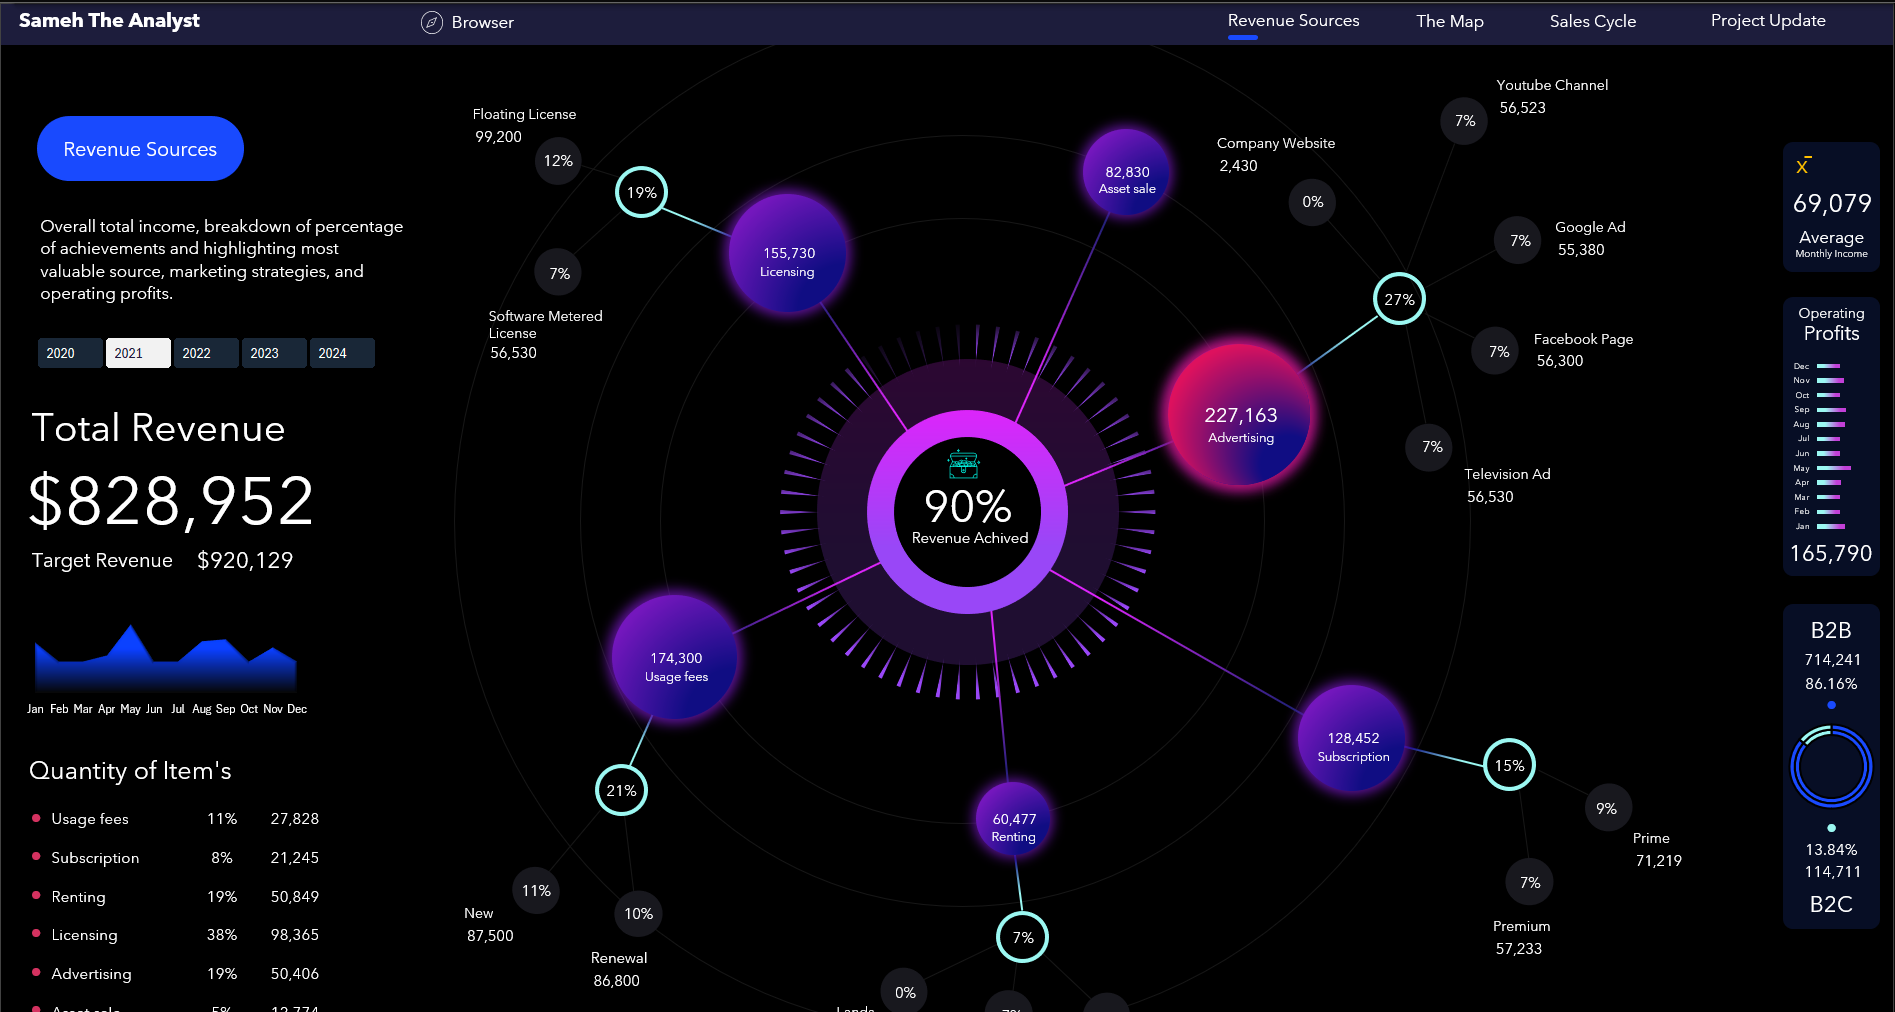 Sameh The Analyst
Browser
Revenue Sources
The Map
Sales Cycle
Project Update
Revenue Sources
Overall total income, breakdown of percentage
of achievements and highlighting most
valuable source, marketing strategies, and
operating profits.
2020
2021
2022
2023
2024
Total Revenue
$828,952
Target Revenue $920,129
Jan Feb Mar Apr May Jun Jul Aug Sep Oct Nov Dec
Quantity of Item's
Usage fees 11% 27,828
Subscription 8% 21,245
Renting 19% 50,849
Licensing 38% 98,365
Advertising 19% 50,406
Floating License
99,200
12%
19%
7%
Software Metered
License
56,530
155,730
Licensing
82,830
Asset sale
Company Website
2,430
0%
Youtube Channel
56,523
7%
Google Ad
55,380
7%
27%
Facebook Page
56,300
7%
Television Ad
56,530
7%
227,163
Advertising
90%
Revenue Achived
174,300
Usage fees
21%
11%
New
87,500
10%
Renewal
86,800
60,477
Renting
7%
0%
Lands
128,452
Subscription
15%
9%
Prime
71,219
7%
Premium
57,233
x
69,079
Average
Monthly Income
Operating
Profits
Dec
Nov
Oct
Sep
Aug
Jul
Jun
May
Apr
Mar
Feb
Jan
165,790
B2B
714,241
86.16%
13.84%
114,711
B2C